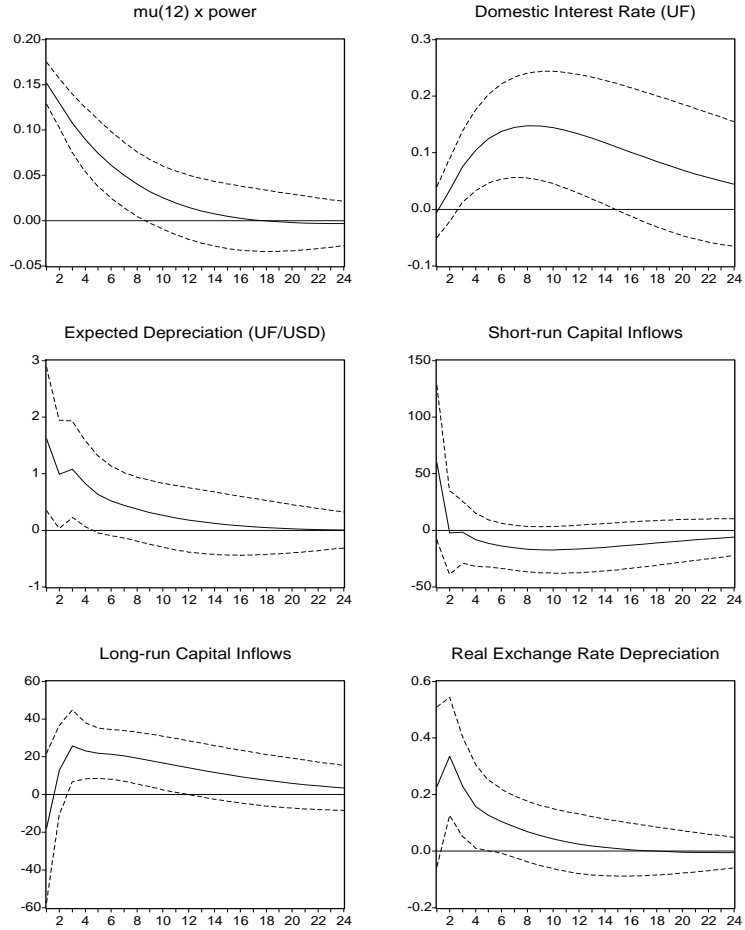 mu(12) x power
0.20
0.15
0.10
0.05
0.00
-0.05
2 4 6 8 10 12 14 16 18 20 22 24
Domestic Interest Rate (UF)
0.4
0.3
0.2
0.1
0.0
-0.1
2 4 6 8 10 12 14 16 18 20 22 24
Expected Depreciation (UF/USD)
3
2
1
0
-1
2 4 6 8 10 12 14 16 18 20 22 24
Short-run Capital Inflows
150
100
50
0
-50
2 4 6 8 10 12 14 16 18 20 22 24
Long-run Capital Inflows
60
40
20
0
-20
-40
-60
2 4 6 8 10 12 14 16 18 20 22 24
Real Exchange Rate Depreciation
0.6
0.4
0.2
0.0
-0.2
2 4 6 8 10 12 14 16 18 20 22 24